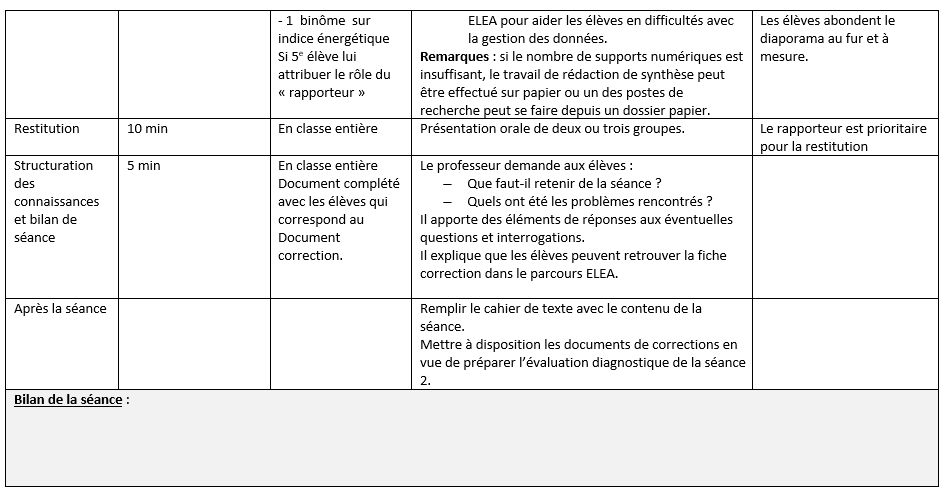 - 1 binôme sur
indice énergétique
Si 5e élève lui
attribuer le rôle du
« rapporteur »
ELEA pour aider les élèves en difficultés avec
la gestion des données.
Remarques : si le nombre de supports numériques est
insuffisant, le travail de rédaction de synthèse peut
être effectué sur papier ou un des postes de
recherche peut se faire depuis un dossier papier.
Les élèves abondent le
diaporama au fur et à
mesure.
Restitution
10 min
En classe entière
Présentation orale de deux ou trois groupes.
Le rapporteur est prioritaire
pour la restitution
Structuration
des
connaissances
et bilan de
séance
5 min
En classe entière
Document complété
avec les élèves qui
correspond au
Document
correction.
Le professeur demande aux élèves :
– Que faut-il retenir de la séance ?
– Quels ont été les problèmes rencontrés ?
Il apporte des éléments de réponses aux éventuelles
questions et interrogations.
Il explique que les élèves peuvent retrouver la fiche
correction dans le parcours ELEA.
Après la séance
Remplir le cahier de texte avec le contenu de la
séance.
Mettre à disposition les documents de corrections en
vue de préparer l’évaluation diagnostique de la séance
2.
Bilan de la séance :